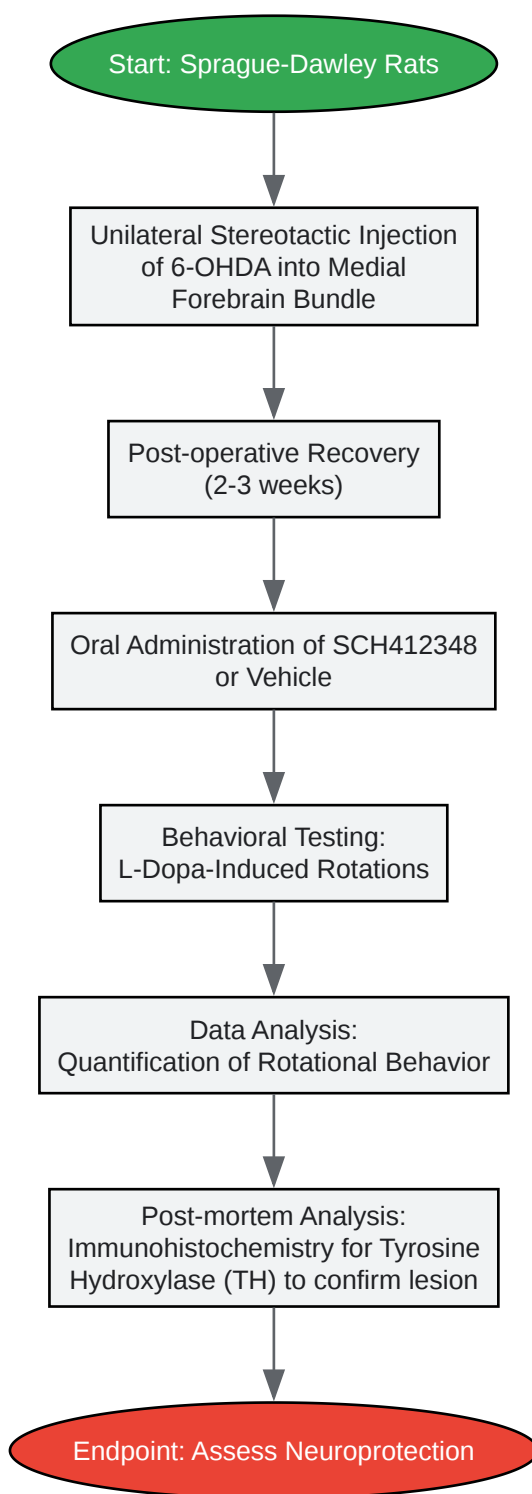 Start: Sprague-Dawley Rats
Unilateral Stereotactic Injection
of 6-OHDA into Medial
Forebrain Bundle
Post-operative Recovery
(2-3 weeks)
Oral Administration of SCH412348
or Vehicle
Behavioral Testing:
L-Dopa-Induced Rotations
Data Analysis:
Quantification of Rotational Behavior
Post-mortem Analysis:
Immunohistochemistry for Tyrosine
Hydroxylase (TH) to confirm lesion
Endpoint: Assess Neuroprotection